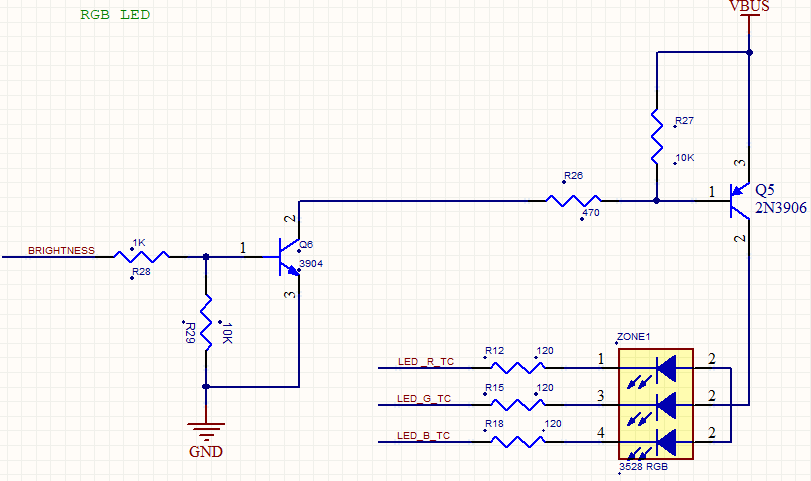 RGB LED
VBUS
R27
10K
3
Q5
2N3906
1
2
R26
470
2
Q6
3904
1
3
BRIGHTNESS
1K
R28
R29
10K
GND
ZONE1
LED_R_TC
R12
120
1
2
LED_G_TC
R15
120
3
2
LED_B_TC
R18
120
4
2
3528 RGB